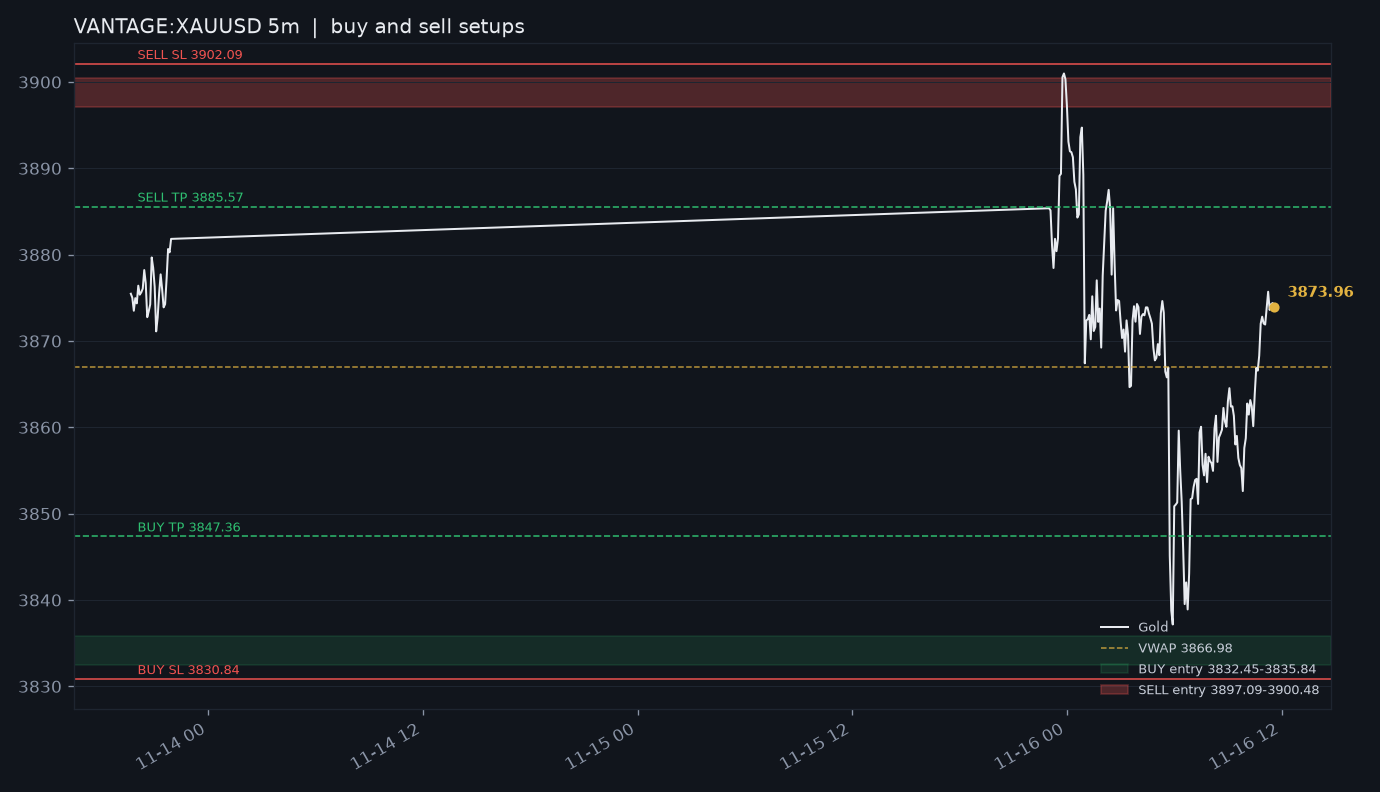 VANTAGE:XAUUSD 5m | buy and sell setups
SELL SL 3902.09
3900
3890
SELL TP 3885.57
3880
3873.96
3870
3860
3850
BUY TP 3847.36
3840
Gold
VWAP 3866.98
BUY SL 3830.84
BUY entry 3832.45-3835.84
3830
SELL entry 3897.09-3900.48
11-14 00
11-14 12
11-15 00
11-15 12
11-16 00
11-16 12